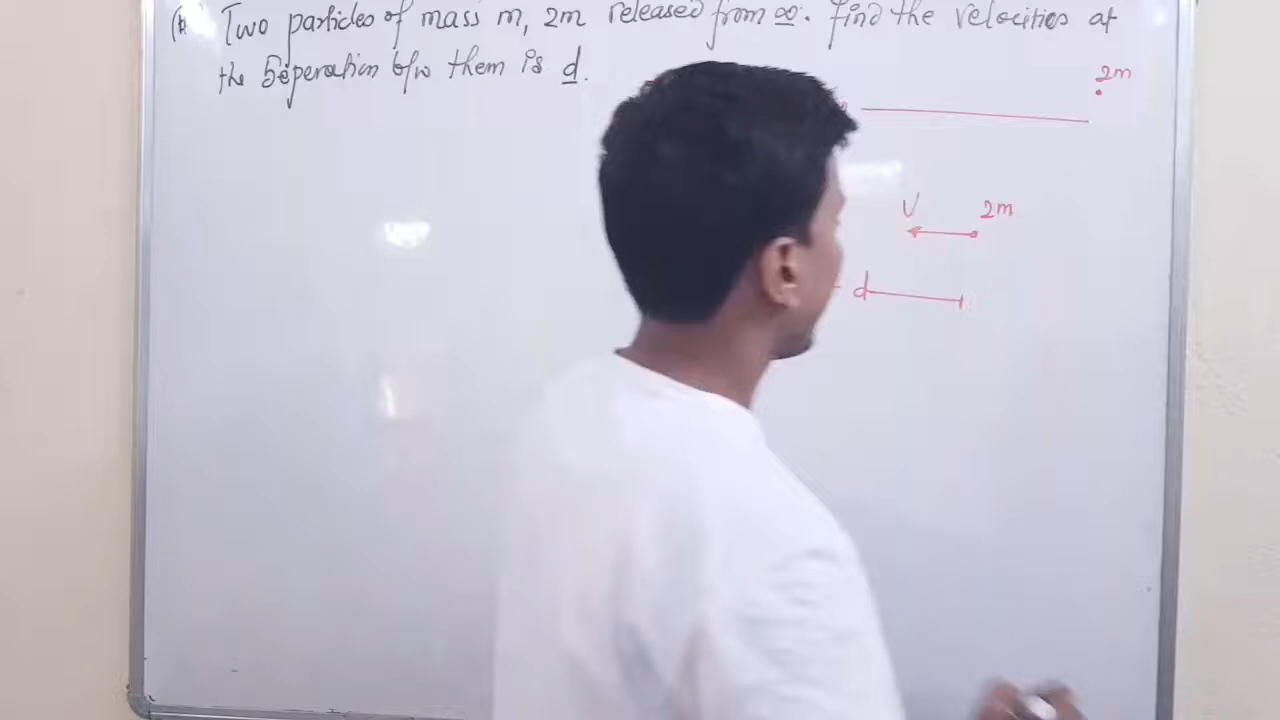 Two particles of mass m, 2m released from ∞. find the velocities at
the Seperation b/w them is d.
2m
V 2m
d